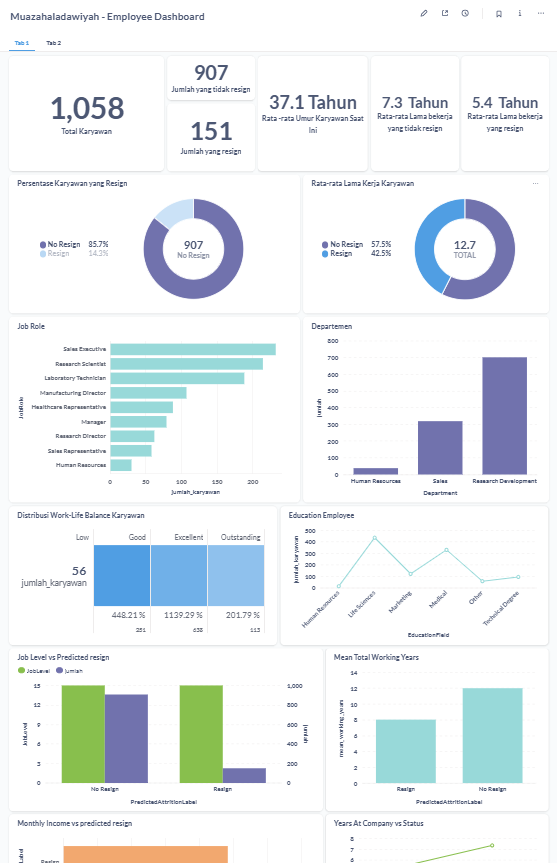 Muazahaladawiyah - Employee Dashboard
Tab 1
Tab 2
1,058
Total Karyawan
907
Jumlah yang tidak resign
151
Jumlah yang resign
37.1 Tahun
Rata -rata Umur Karyawan Saat
Ini
7.3 Tahun
Rata-rata Lama bekerja
yang tidak resign
5.4 Tahun
Rata-rata Lama bekerja
yang resign
Persentase Karyawan yang Resign
No Resign 85.7%
Resign 14.3%
907
No Resign
Rata-rata Lama Kerja Karyawan
No Resign 57.5%
Resign 42.5%
12.7
TOTAL
Job Role
JobRole
Sales Executive
Research Scientist
Laboratory Technician
Manufacturing Director
Healthcare Representative
Manager
Research Director
Sales Representative
Human Resources
0 50 100 150 200
jumlah_karyawan
Departemen
jumlah
800
700
600
500
400
300
200
100
0
Human Resources Sales Research Development
Department
Distribusi Work-Life Balance Karyawan
Low Good Excellent Outstanding
56
jumlah_karyawan
448.21 % 1139.29 % 201.79 %
251 638 113
Education Employee
jumlah_karyawan
500
400
300
200
100
0
Human Resources
Life Sciences
Marketing
Medical
Other
Technical Degree
EducationField
Job Level vs Predicted resign
JobLevel jumlah
JobLevel
15
12
9
6
3
0
1,000
800
600
400
200
0
jumlah
No Resign Resign
PredictedAttritionLabel
Mean Total Working Years
mean_working_years
14
12
10
8
6
4
2
0
Resign No Resign
PredictedAttritionLabel
Monthly Income vs predicted resign
Label
Resign
Years At Company vs Status
8
7
6